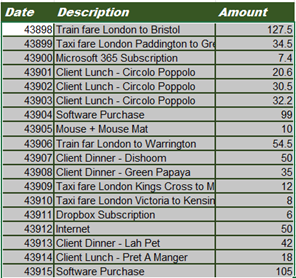 Date Description Amount
43898 Train fare London to Bristol 127.5
43899 Taxi fare London Paddington to Gre 34.5
43900 Microsoft 365 Subscription 7.4
43901 Client Lunch - Circolo Poppolo 20.6
43902 Client Lunch - Circolo Poppolo 30.5
43903 Client Lunch - Circolo Poppolo 32.2
43904 Software Purchase 99
43905 Mouse + Mouse Mat 10
43906 Train far London to Warrington 54.5
43907 Client Dinner - Dishoom 50
43908 Client Dinner - Green Papaya 35
43909 Taxi fare London Kings Cross to M 12
43910 Taxi fare London Victoria to Kensin 8
43911 Dropbox Subscription 6
43912 Internet 50
43913 Client Dinner - Lah Pet 42
43914 Client Lunch - Pret A Manger 18
43915 Software Purchase 105